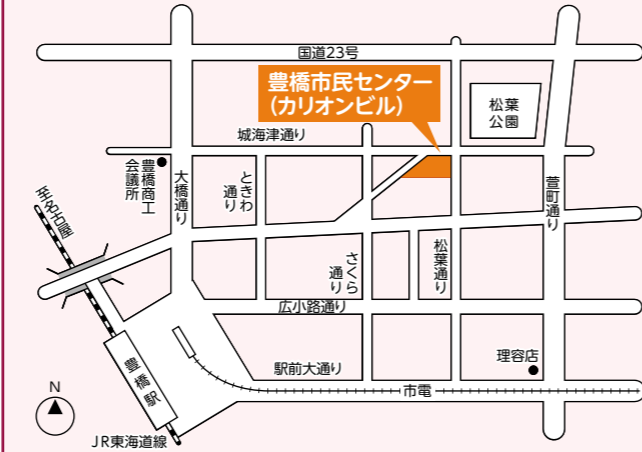 国道23号
豊橋市民センター
(カリオンビル)
松葉
公園
城海津通り
豊橋商工
会議所
大橋通り
ときわ
通り
至名古屋
萱町通り
さくら
通り
松葉通り
広小路通り
駅前大通り
理容店
豊橋駅
市電
N
JR東海道線